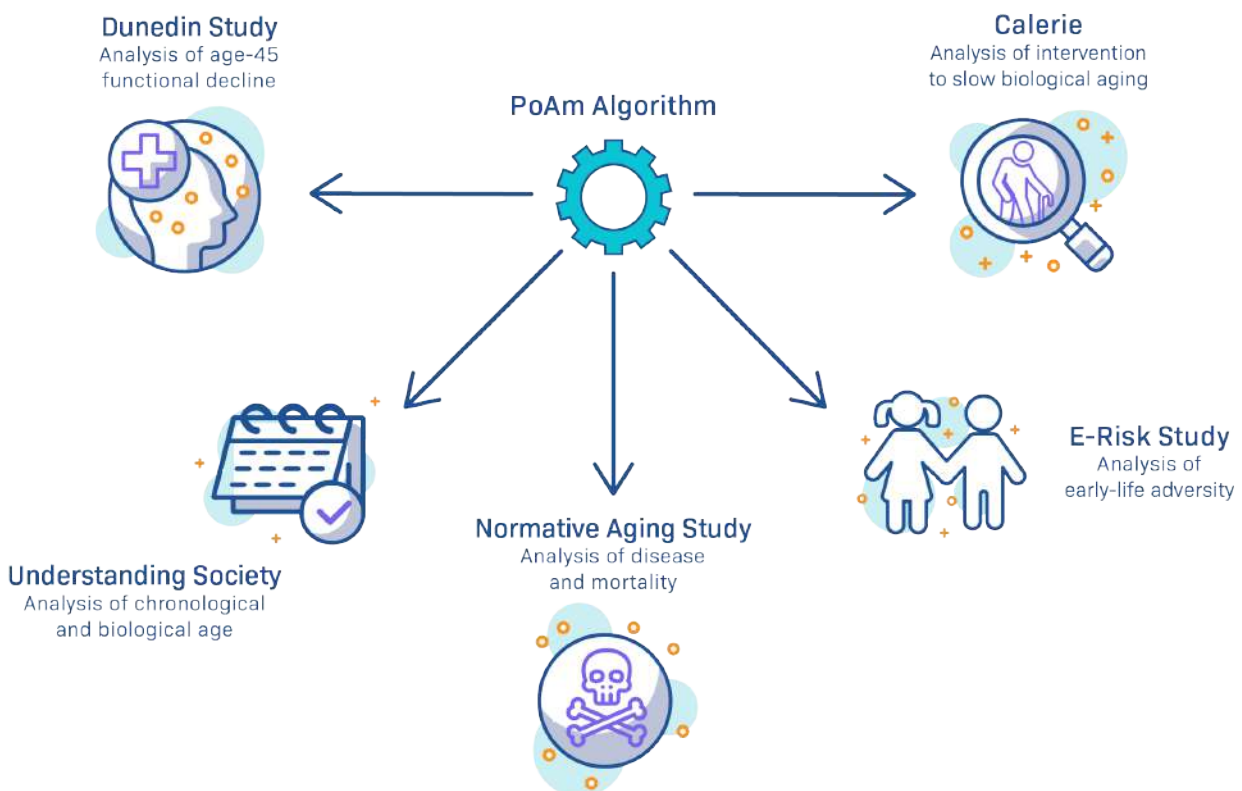 Dunedin Study
Analysis of age-45
functional decline
Calerie
Analysis of intervention
to slow biological aging
PoAm Algorithm
E-Risk Study
Analysis of
early-life adversity
Normative Aging Study
Analysis of disease
and mortality
Understanding Society
Analysis of chronological
and biological age